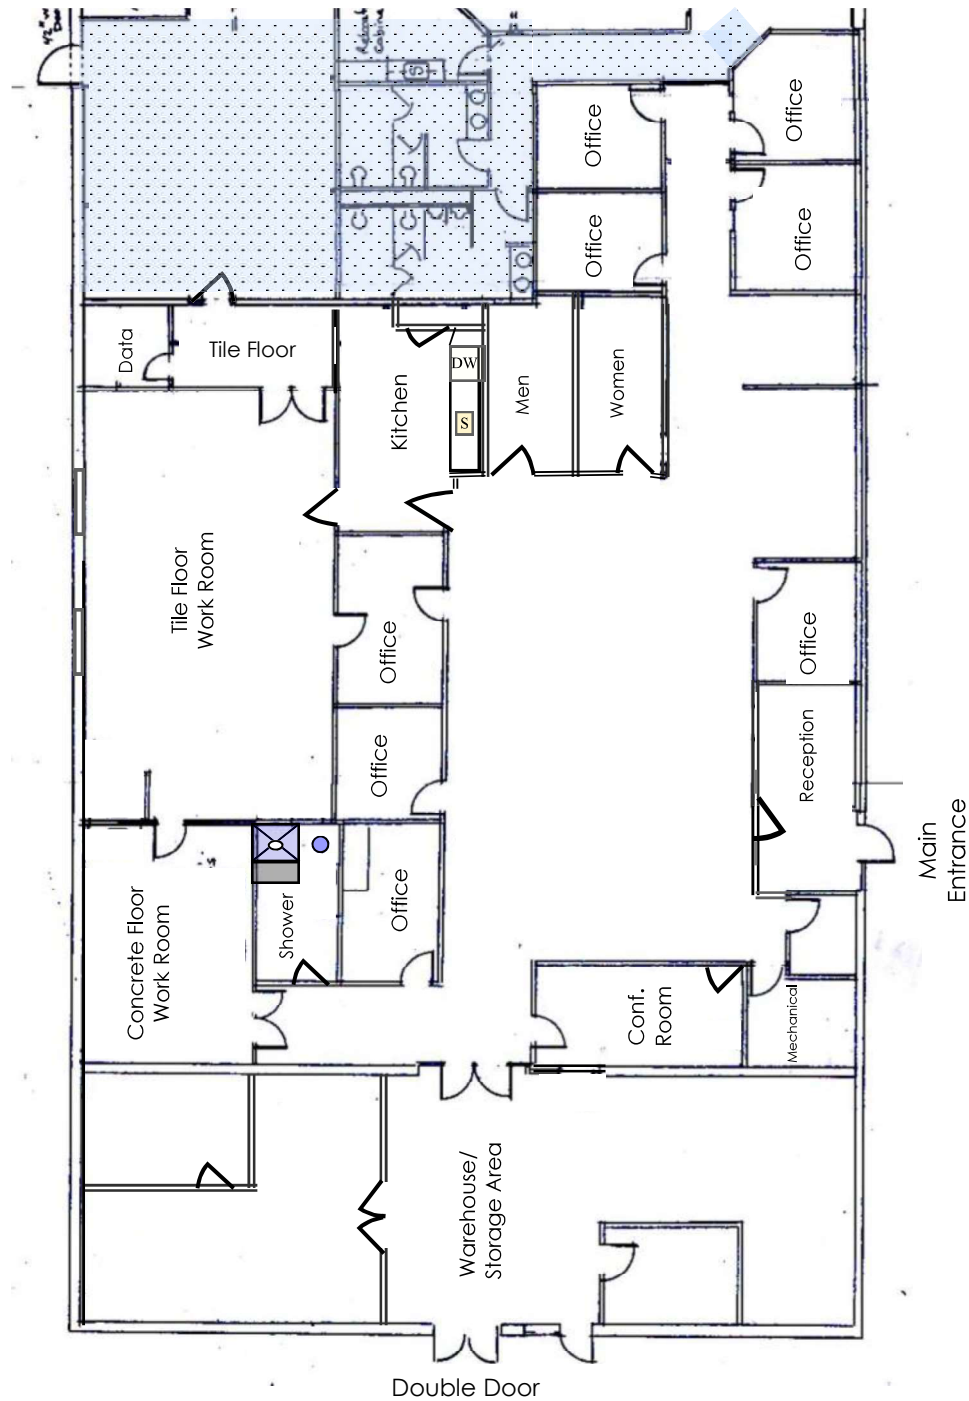 42" W
Office
Office
Office
Office
Data
Tile Floor
Kitchen
DW
S
Men
Women
Tile Floor
Work Room
Office
Office
Office
Reception
Main
Entrance
Concrete Floor
Work Room
Shower
Office
Conf.
Room
Mechanical
Warehouse/
Storage Area
Double Door